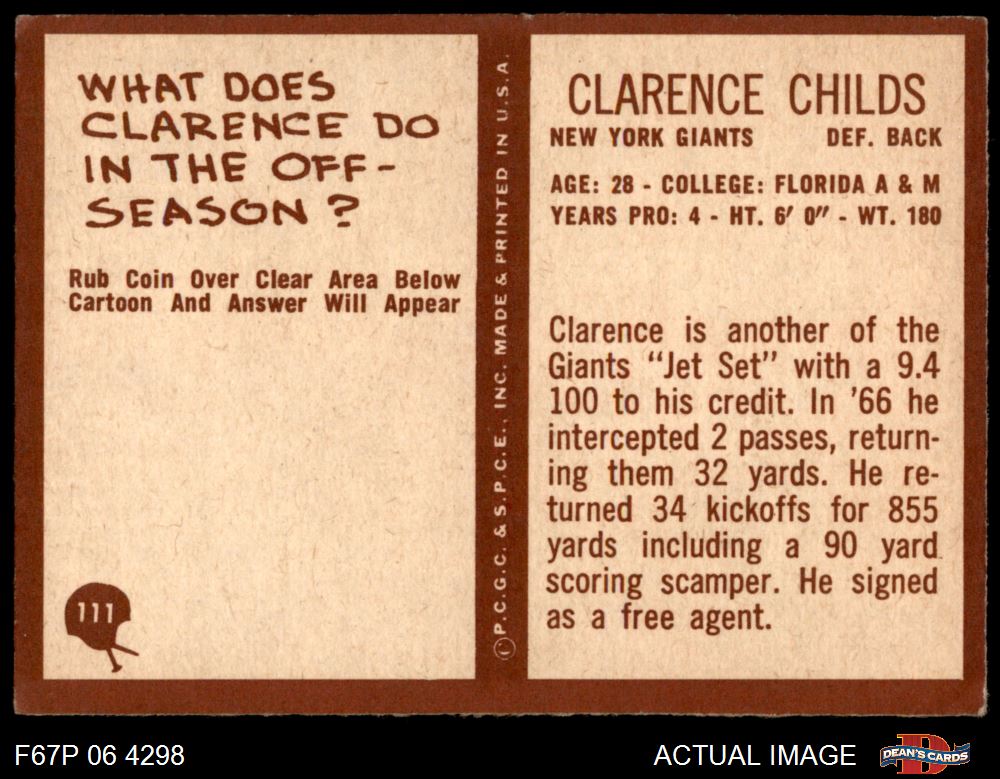 WHAT DOES
CLARENCE DO
IN THE OFF-
SEASON?
Rub Coin Over Clear Area Below
Cartoon And Answer Will Appear
111
© P.C.G.C. & S.P.C.E., INC. MADE & PRINTED IN U.S.A.
CLARENCE CHILDS
NEW YORK GIANTS DEF. BACK
AGE: 28 - COLLEGE: FLORIDA A & M
YEARS PRO: 4 - HT. 6' 0" - WT. 180
Clarence is another of the
Giants "Jet Set" with a 9.4
100 to his credit. In '66 he
intercepted 2 passes, return-
ing them 32 yards. He re-
turned 34 kickoffs for 855
yards including a 90 yard
scoring scamper. He signed
as a free agent.
F67P 06 4298
ACTUAL IMAGE
D
DEAN'S CARDS